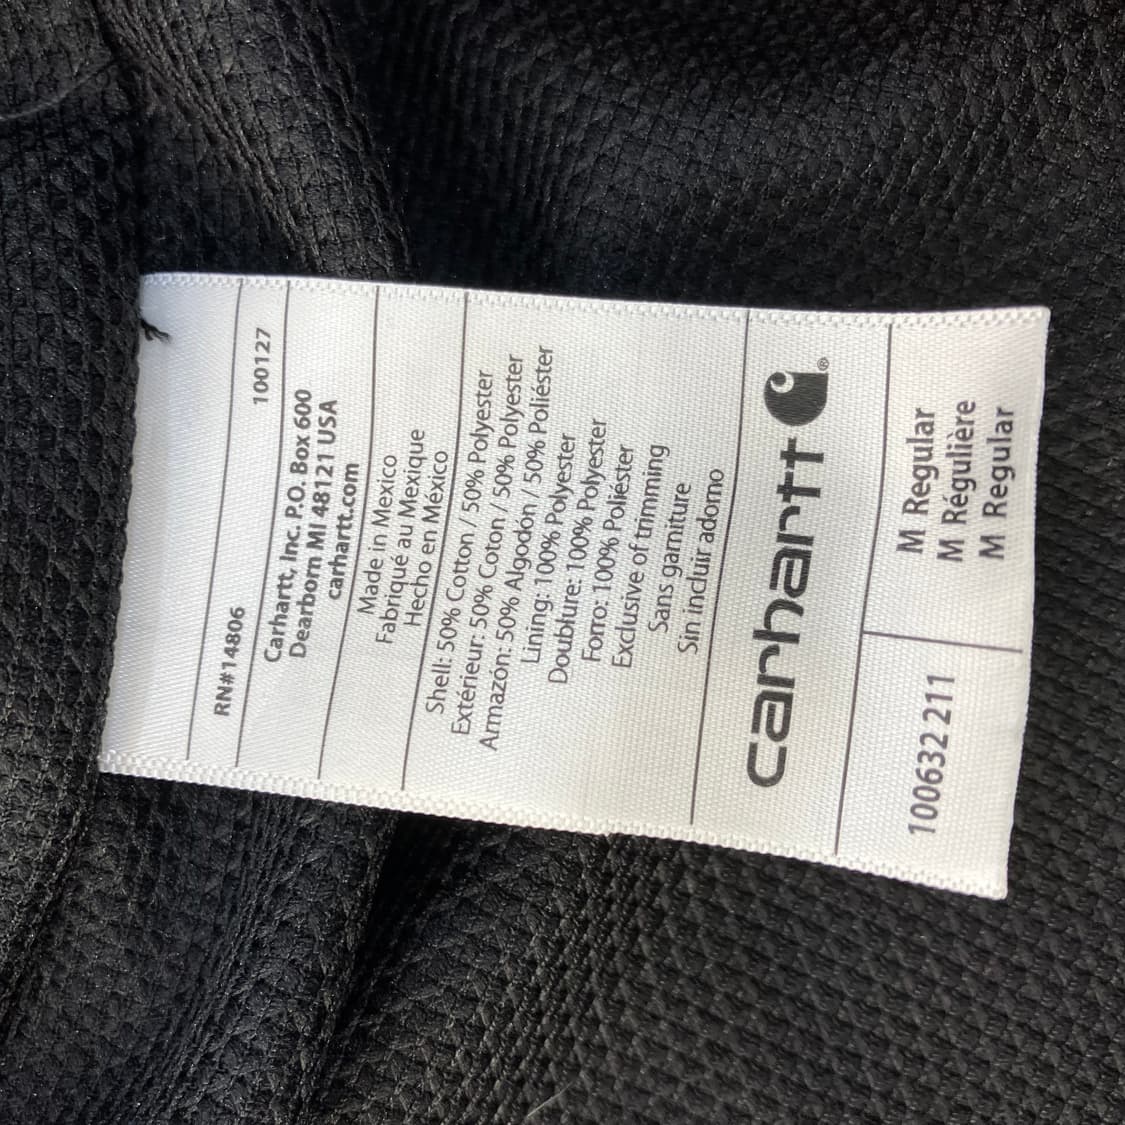 RN#14806
100127
Carhartt, Inc. P.O. Box 600
Dearborn MI 48121 USA
carhartt.com
Made in Mexico
Fabriqué au Mexique
Hecho en México
Shell: 50% Cotton / 50% Polyester
Extérieur: 50% Coton / 50% Polyester
Armazon: 50% Algodón / 50% Poliéster
Lining: 100% Polyester
Doublure: 100% Polyester
Forro: 100% Poliéster
Exclusive of trimming
Sans garniture
Sin incluir adorno
carhartt ®
100632 211
M Regular
M Régulière
M Regular